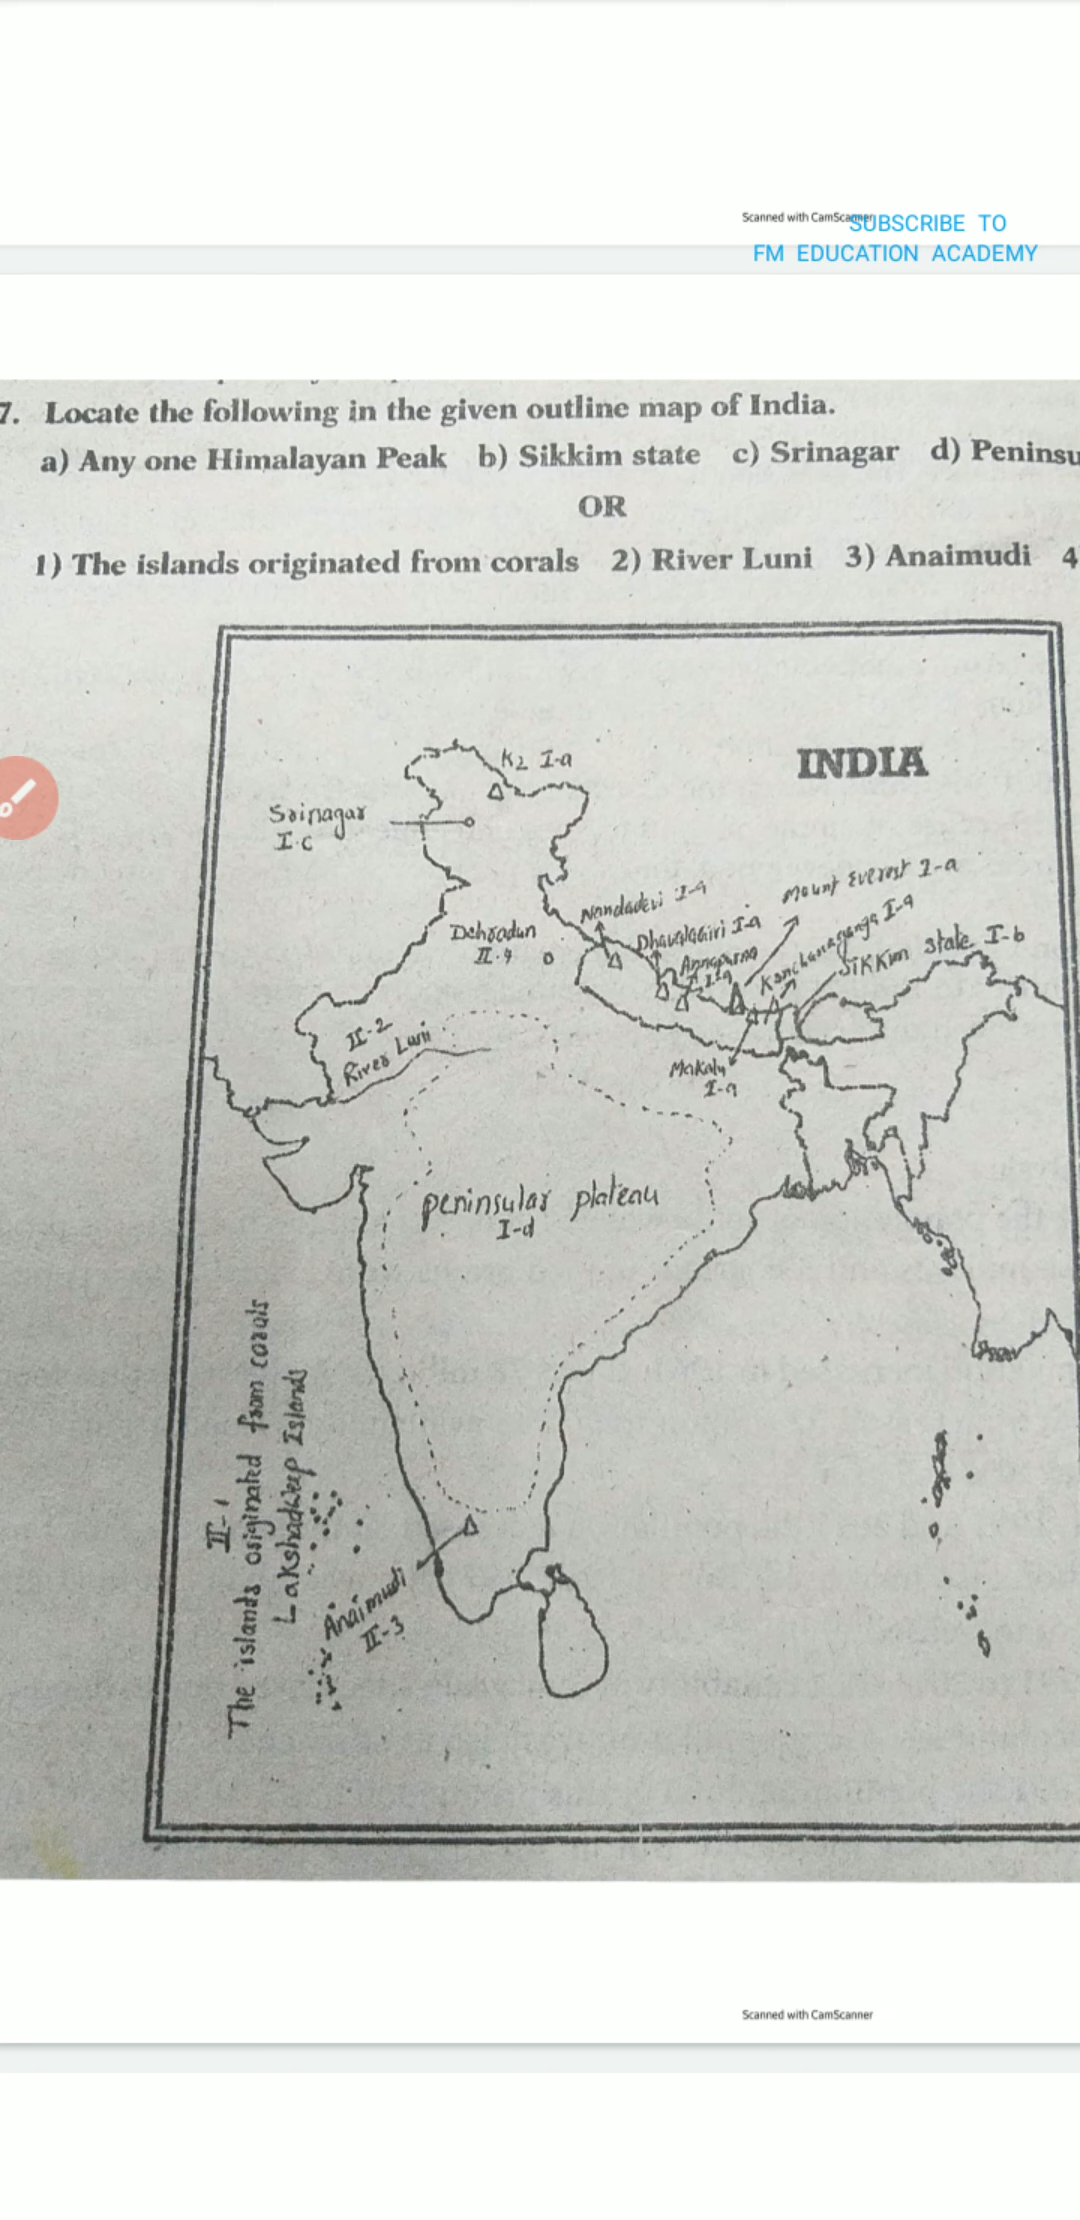 Scanned with CamScanner
SUBSCRIBE TO
FM EDUCATION ACADEMY
7. Locate the following in the given outline map of India.
a) Any one Himalayan Peak b) Sikkim state c) Srinagar d) Peninsu
OR
1) The islands originated from corals 2) River Luni 3) Anaimudi 4
INDIA
K2 I-a
Srinagar
I.c
Mount Everest I-a
Nandadevi I-a
Dhavalagiri I-a
Annapurna
I-a
Kanchanaganga I-a
Sikkim state I-b
Dehradun
II.4
II-2
River Luni
Makalu
I-a
peninsular plateau
I-d
II-1
The islands originated from corals
Lakshadweep Islands
Anaimudi
II-3
Scanned with CamScanner